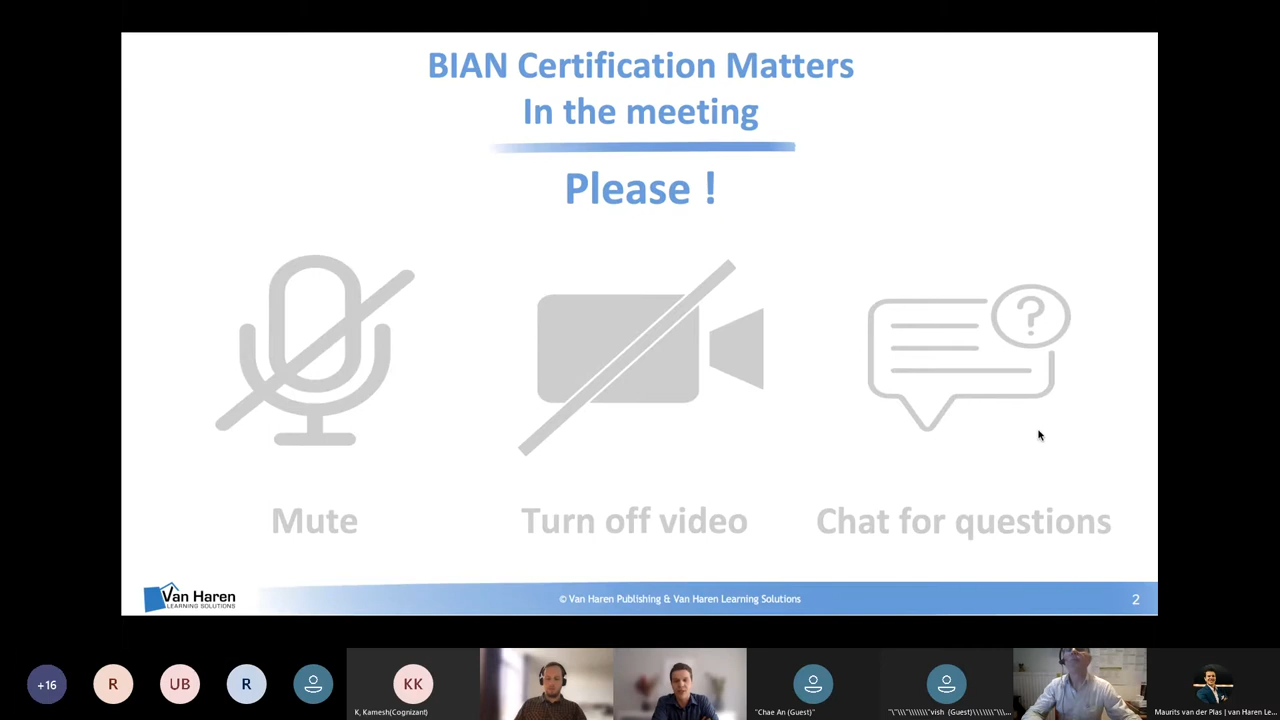 BIAN Certification Matters
In the meeting
Please !
?
Mute
Turn off video
Chat for questions
Van Haren
LEARNING SOLUTIONS
© Van Haren Publishing & Van Haren Learning Solutions
2
+16
R
UB
R
KK
K, Kamesh(Cognizant)
"Chae An (Guest)"
"\"\\"\\\\\\\"vish (Guest)\\\\\\\"\\...
Maurits van der Plas | van Haren Le...